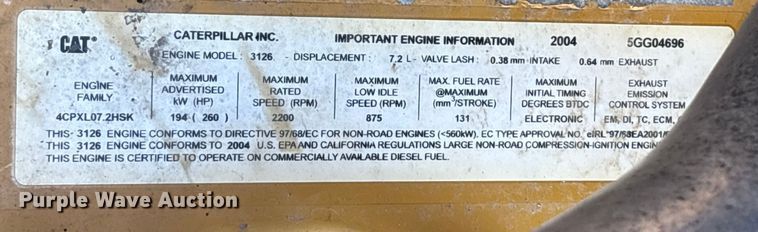 CAT CATERPILLAR INC. IMPORTANT ENGINE INFORMATION 2004 5GG04696
ENGINE MODEL: 3126 - DISPLACEMENT: 7.2 L - VALVE LASH: 0.38 mm INTAKE 0.64 mm EXHAUST
ENGINE FAMILY MAXIMUM ADVERTISED kW (HP) MAXIMUM RATED SPEED (RPM) MAXIMUM LOW IDLE SPEED (RPM) MAX. FUEL RATE @MAXIMUM (mm³/STROKE) MAXIMUM INITIAL TIMING DEGREES BTDC EXHAUST EMISSION CONTROL SYSTEM
4CPXL07.2HSK 194 ( 260 ) 2200 875 131 ELECTRONIC EM, DI, TC, ECM,
THIS 3126 ENGINE CONFORMS TO DIRECTIVE 97/68/EC FOR NON-ROAD ENGINES (<560kW). EC TYPE APPROVAL NO.
THIS 3126 ENGINE CONFORMS TO 2004 U.S. EPA AND CALIFORNIA REGULATIONS LARGE NON-ROAD COMPRESSION-IGNITION
THIS ENGINE IS CERTIFIED TO OPERATE ON COMMERCIALLY AVAILABLE DIESEL FUEL.
Purple Wave Auction